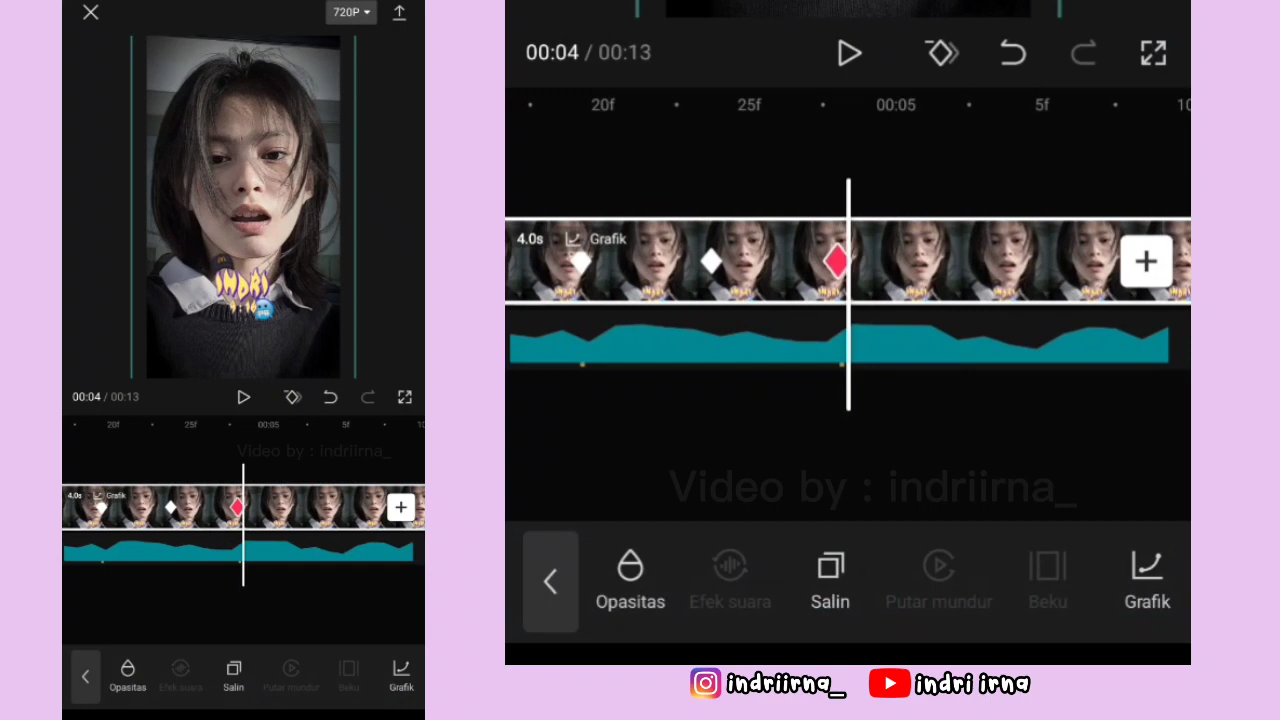 720P
INDRI
00:04 / 00:13
20f 25f 00:05 5f 10
Video by : indriirna_
4.0s Grafik
Opasitas Efek suara Salin Putar mundur Beku Grafik
00:04 / 00:13
20f 25f 00:05 5f 10
4.0s Grafik
Video by : indriirna_
Opasitas Efek suara Salin Putar mundur Beku Grafik
indriirna_ indri irna